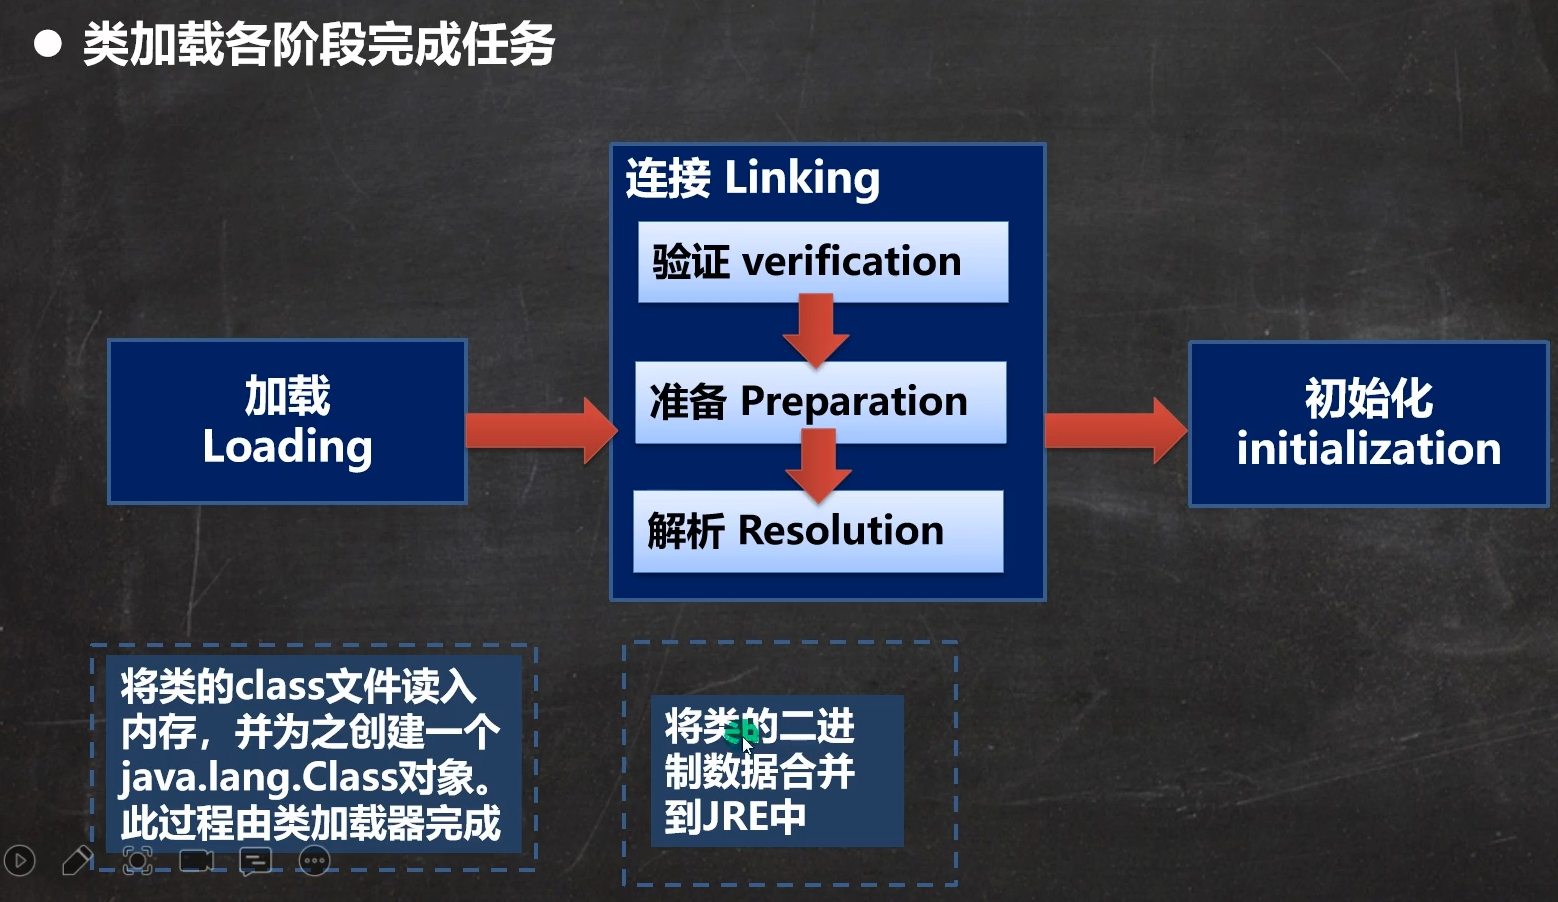 类加载各阶段完成任务
连接 Linking
验证 verification
准备 Preparation
解析 Resolution
加载
Loading
初始化
initialization
将类的class文件读入
内存，并为之创建一个
java.lang.Class对象。
此过程由类加载器完成
将类的二进
制数据合并
到JRE中